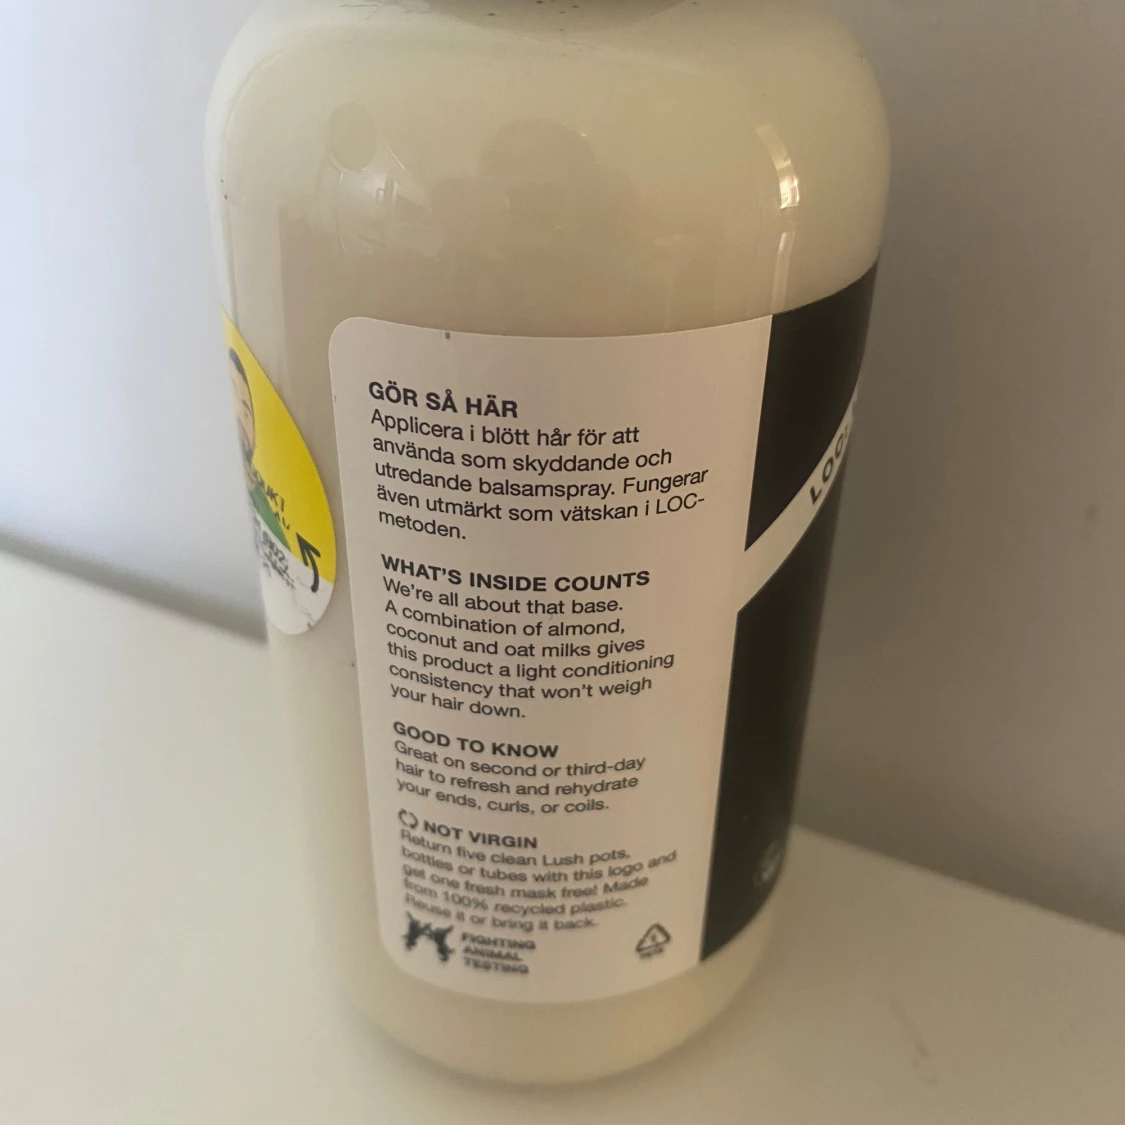 GÖR SÅ HÄR
Applicera i blött hår för att
använda som skyddande och
utredande balsamspray. Fungerar
även utmärkt som vätskan i LOC-
metoden.
WHAT'S INSIDE COUNTS
We're all about that base.
A combination of almond,
coconut and oat milks gives
this product a light conditioning
consistency that won't weigh
your hair down.
GOOD TO KNOW
Great on second or third-day
hair to refresh and rehydrate
your ends, curls, or coils.
NOT VIRGIN
Return five clean Lush pots,
bottles or tubes with this logo and
get one fresh mask free! Made
from 100% recycled plastic.
Reuse it or bring it back.
FIGHTING
ANIMAL
TESTING
LOC: